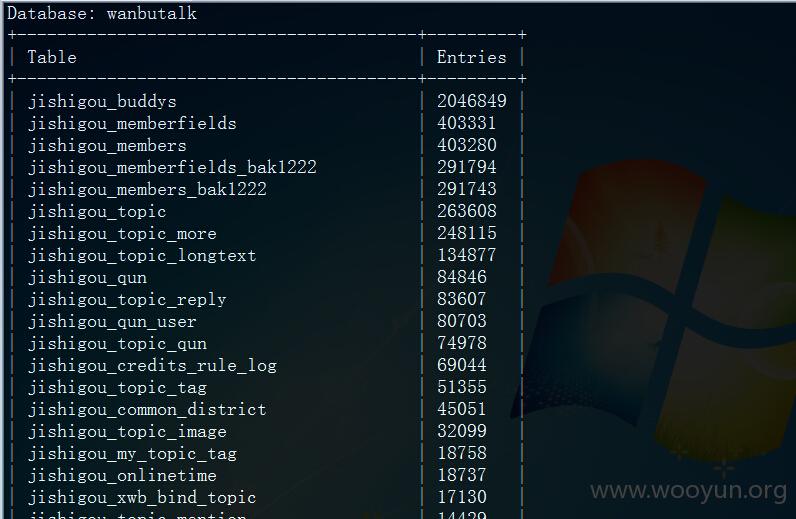 Database: wanbutalk
Table Entries
jishigou_buddys 2046849
jishigou_memberfields 403331
jishigou_members 403280
jishigou_memberfields_bak1222 291794
jishigou_members_bak1222 291743
jishigou_topic 263608
jishigou_topic_more 248115
jishigou_topic_longtext 134877
jishigou_qun 84846
jishigou_topic_reply 83607
jishigou_qun_user 80703
jishigou_topic_qun 74978
jishigou_credits_rule_log 69044
jishigou_topic_tag 51355
jishigou_common_district 45051
jishigou_topic_image 32099
jishigou_my_topic_tag 18758
jishigou_onlinetime 18737
jishigou_xwb_bind_topic 17130
jishigou_topic_mention 14429
www.wooyun.org